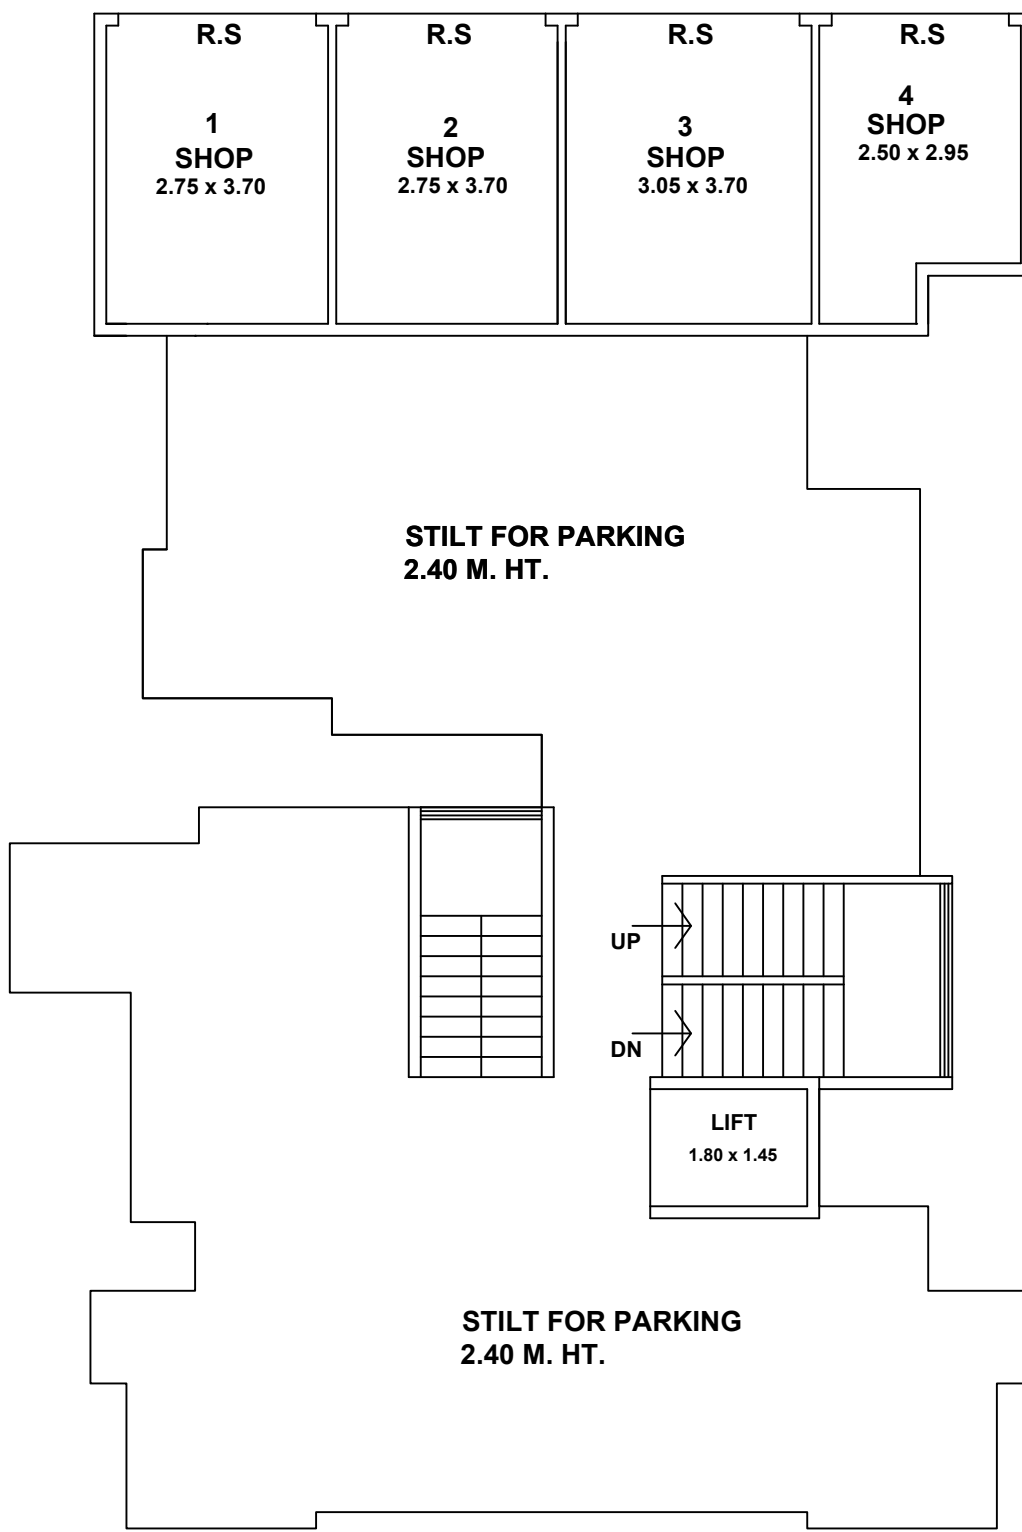 R.S
R.S
R.S
R.S
1
SHOP
2.75 x 3.70
2
SHOP
2.75 x 3.70
3
SHOP
3.05 x 3.70
4
SHOP
2.50 x 2.95
STILT FOR PARKING
2.40 M. HT.
UP
DN
LIFT
1.80 x 1.45
STILT FOR PARKING
2.40 M. HT.